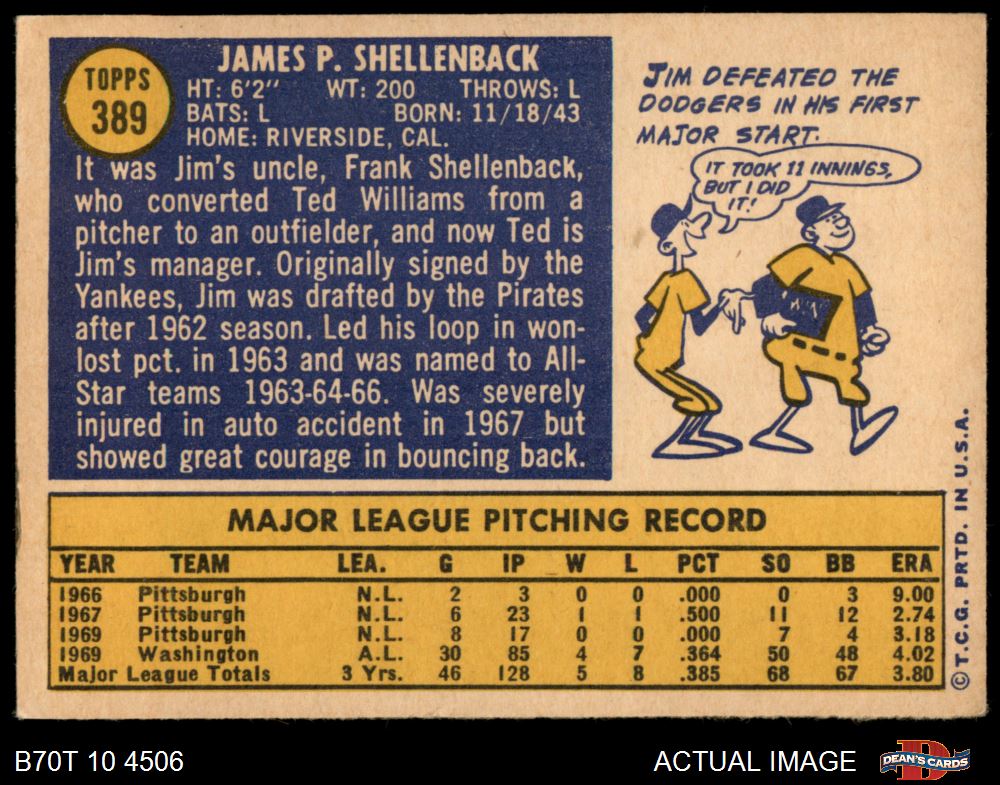 TOPPS
389
JAMES P. SHELLENBACK
HT: 6'2" WT: 200 THROWS: L
BATS: L BORN: 11/18/43
HOME: RIVERSIDE, CAL.
It was Jim's uncle, Frank Shellenback,
who converted Ted Williams from a
pitcher to an outfielder, and now Ted is
Jim's manager. Originally signed by the
Yankees, Jim was drafted by the Pirates
after 1962 season. Led his loop in won-
lost pct. in 1963 and was named to All-
Star teams 1963-64-66. Was severely
injured in auto accident in 1967 but
showed great courage in bouncing back.
JIM DEFEATED THE
DODGERS IN HIS FIRST
MAJOR START.
IT TOOK 11 INNINGS,
BUT I DID
IT!
MAJOR LEAGUE PITCHING RECORD
YEAR TEAM LEA. G IP W L PCT SO BB ERA
1966 Pittsburgh N.L. 2 3 0 0 .000 0 3 9.00
1967 Pittsburgh N.L. 6 23 1 1 .500 11 12 2.74
1969 Pittsburgh N.L. 8 17 0 0 .000 7 4 3.18
1969 Washington A.L. 30 85 4 7 .364 50 48 4.02
Major League Totals 3 Yrs. 46 128 5 8 .385 68 67 3.80
© T.C.G. PRTD. IN U.S.A.
B70T 10 4506
ACTUAL IMAGE
DEAN'S CARDS